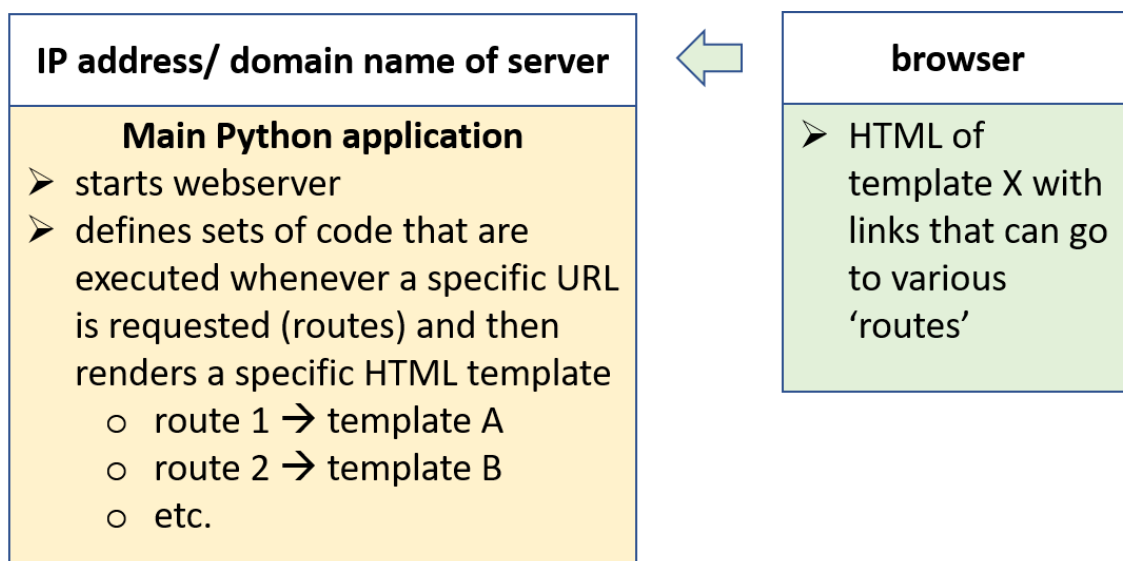 IP address/ domain name of server
Main Python application
➢ starts webserver
➢ defines sets of code that are
executed whenever a specific URL
is requested (routes) and then
renders a specific HTML template
o route 1 → template A
o route 2 → template B
o etc.
browser
➢ HTML of
template X with
links that can go
to various
‘routes’